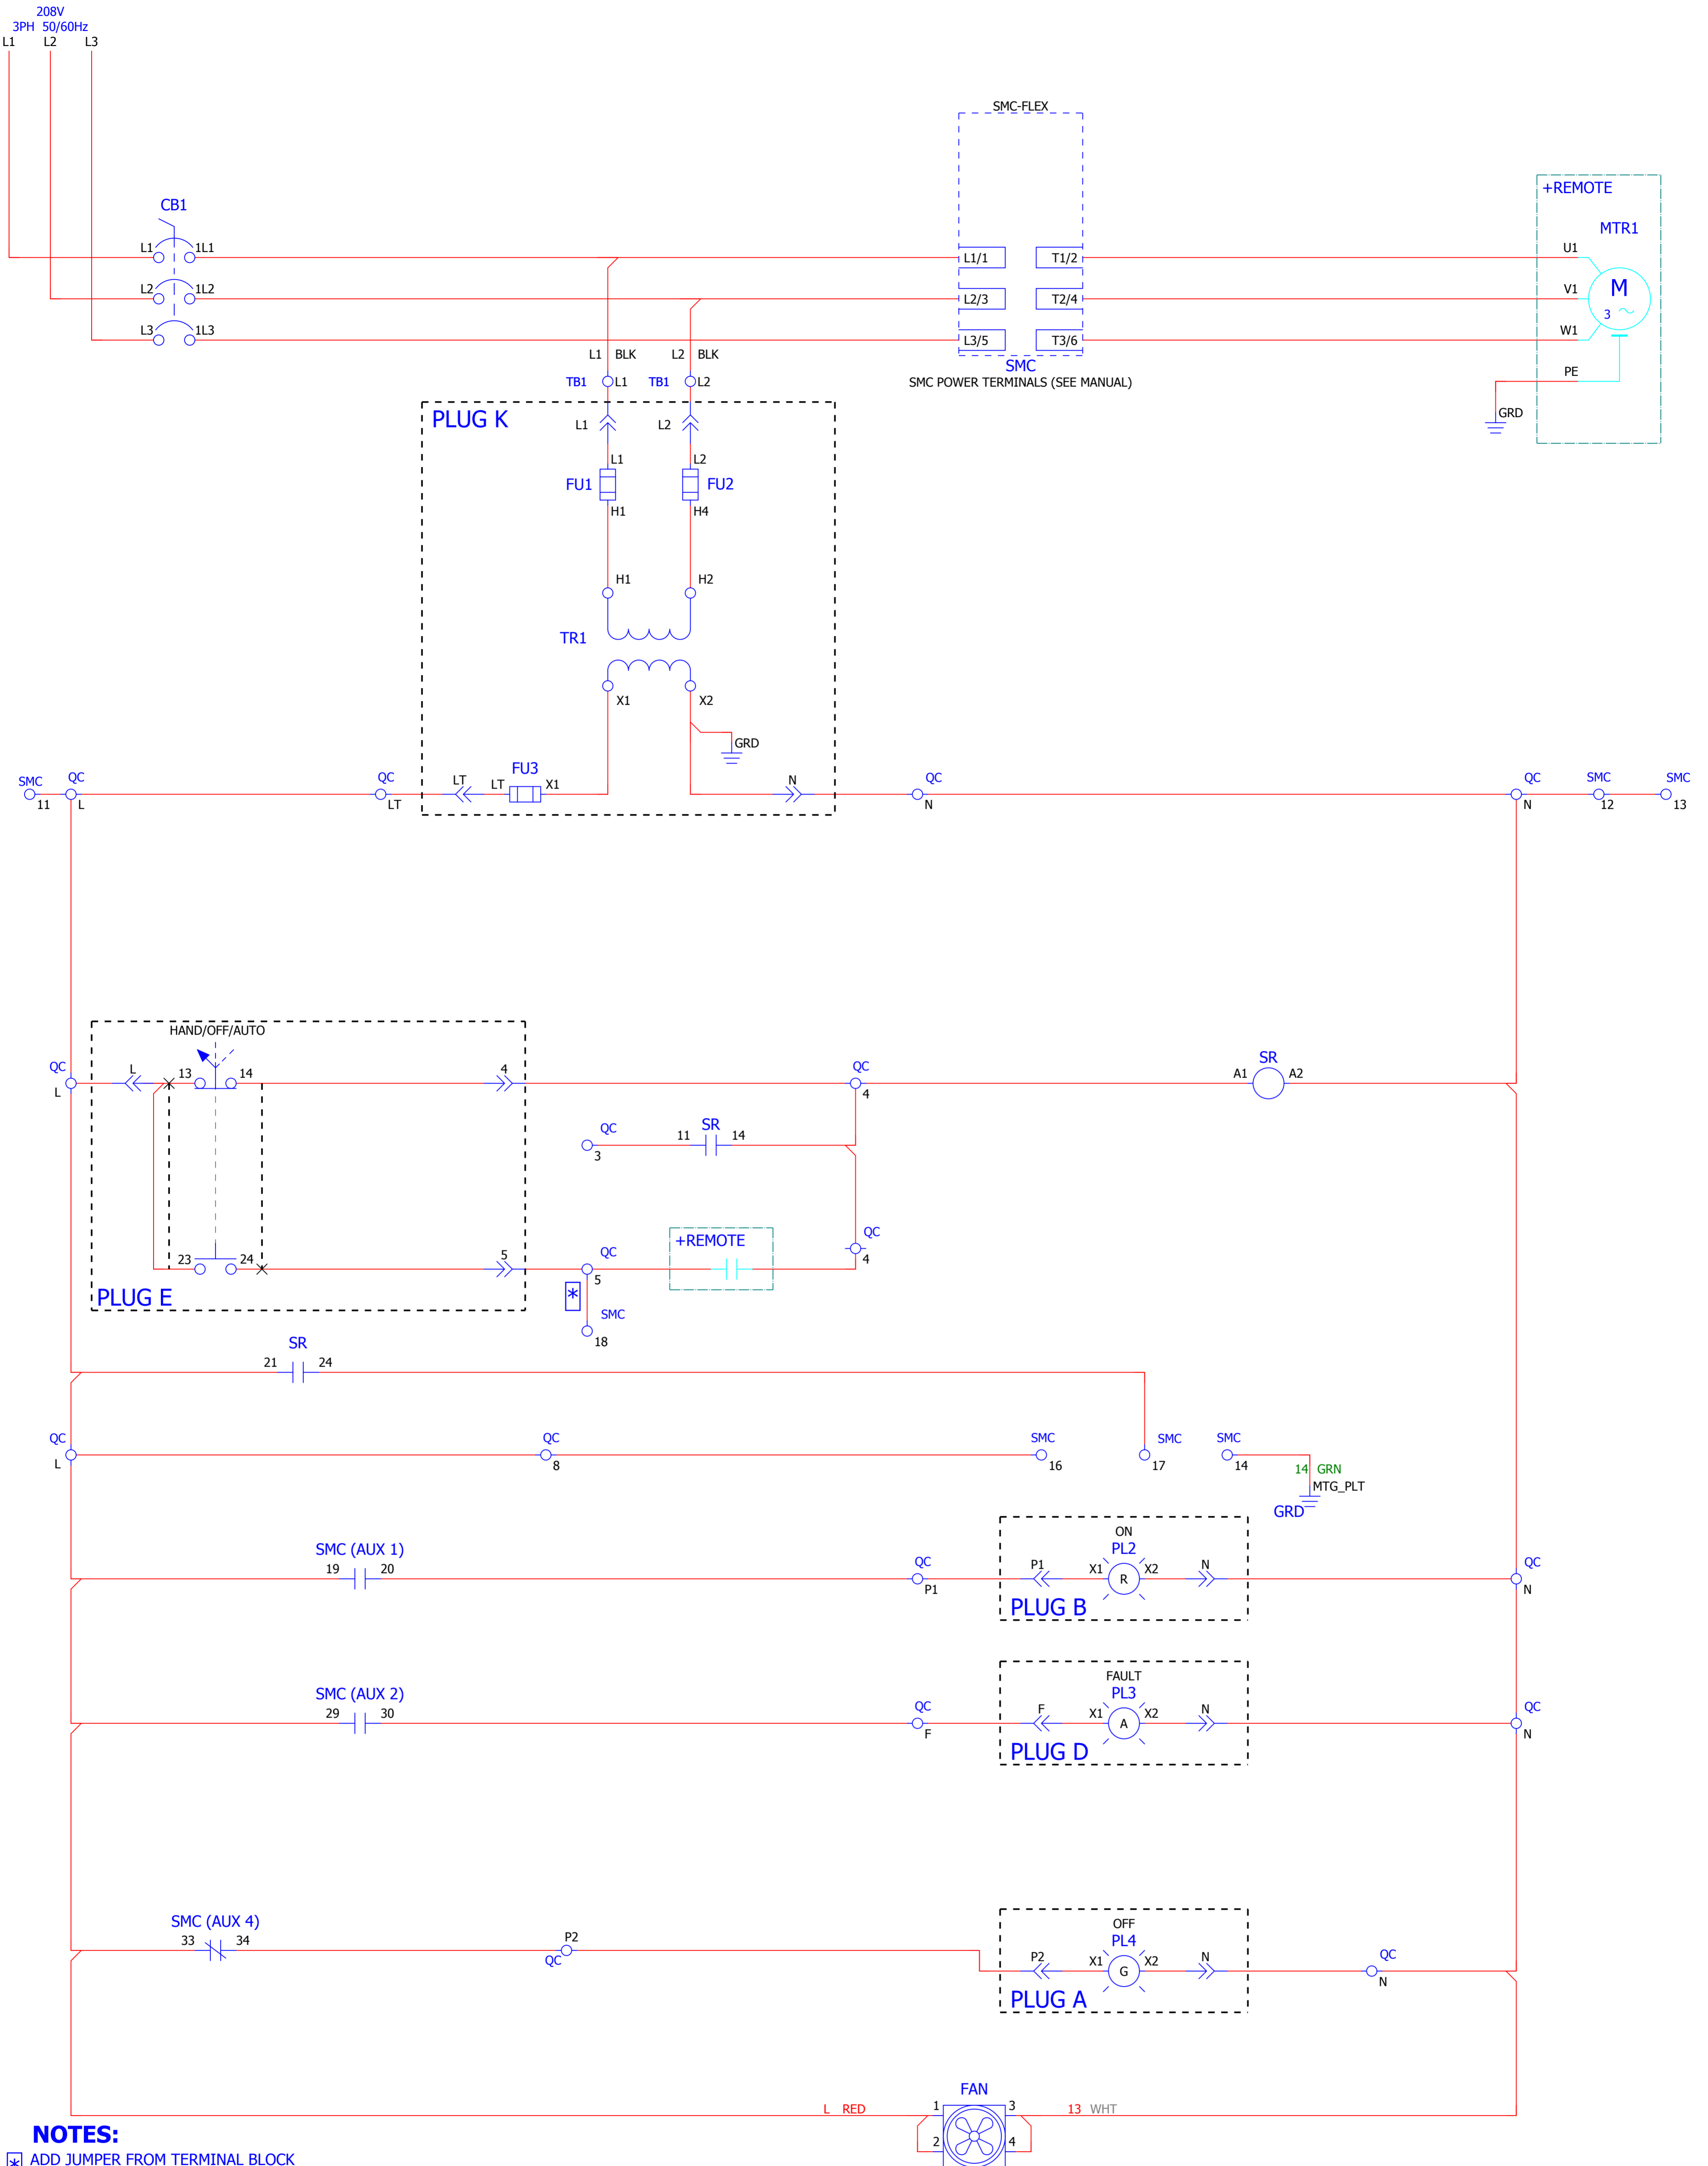 208V
3PH 50/60Hz
L1 L2 L3
SMC-FLEX
+REMOTE
CB1
MTR1
L1 1L1
L1/1 T1/2
U1
L2 1L2
L2/3 T2/4
V1
M
3
L3 1L3
L3/5 T3/6
W1
L1 BLK L2 BLK
SMC
SMC POWER TERMINALS (SEE MANUAL)
PE
TB1 L1 TB1 L2
GRD
PLUG K
L1 L2
L1 L2
FU1 FU2
H1 H4
H1 H2
TR1
X1 X2
GRD
SMC QC QC LT FU3 N QC QC SMC SMC
LT X1
11 L LT N N 12 13
HAND/OFF/AUTO
QC L 13 14 4 QC SR
A1 A2
L 4
QC SR
11 14
3
+REMOTE
QC
4
23 24 5 QC
5
*
PLUG E
SMC
18
SR
21 24
QC QC SMC SMC SMC
L 8 16 17 14
14 GRN
MTG_PLT
GRD
ON
SMC (AUX 1) PL2
19 20 QC P1 X1 R X2 N QC
P1 N
PLUG B
FAULT
SMC (AUX 2) PL3
29 30 QC F X1 A X2 N QC
F N
PLUG D
SMC (AUX 4) OFF
33 34 P2 PL4
QC P2 X1 G X2 N QC
N
PLUG A
FAN
L RED 1 3 13 WHT
2 4
NOTES:
* ADD JUMPER FROM TERMINAL BLOCK